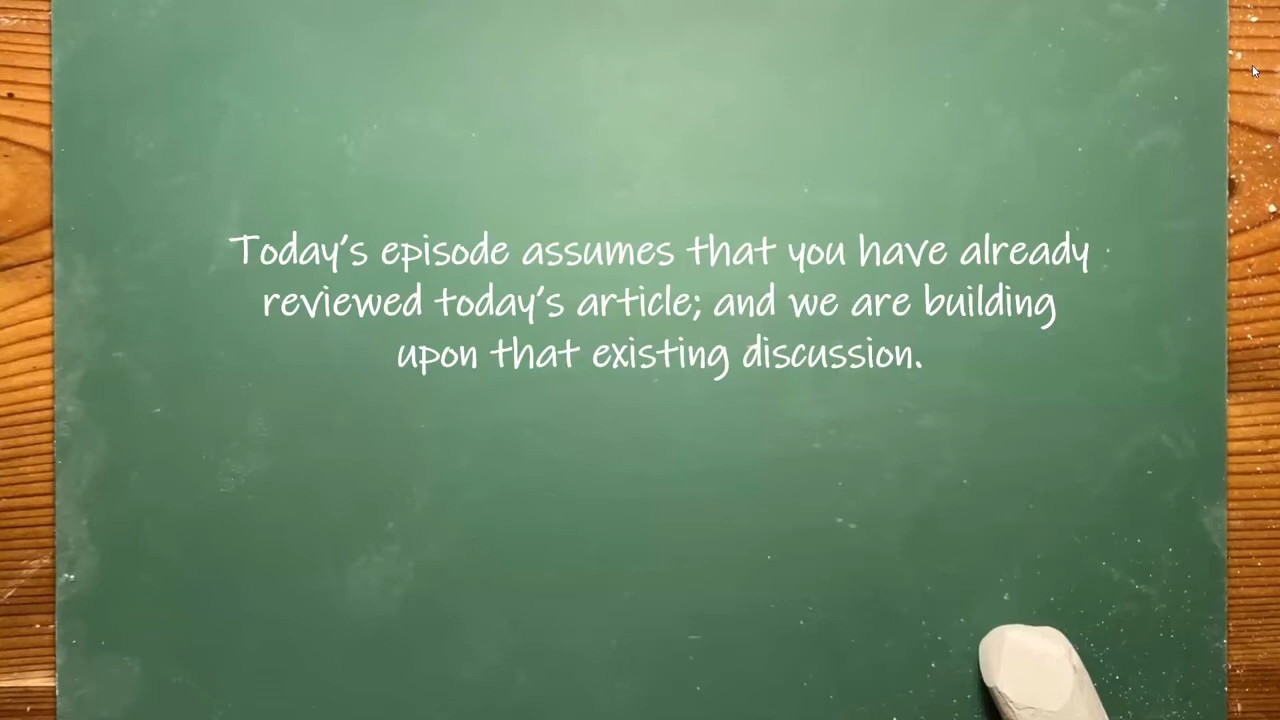 Today's episode assumes that you have already
reviewed today's article; and we are building
upon that existing discussion.